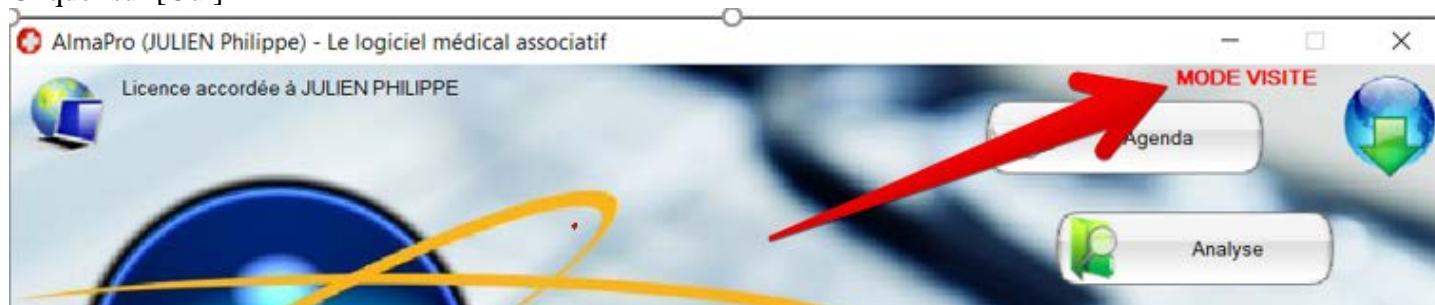 AlmaPro (JULIEN Philippe) - Le logiciel médical associatif
Licence accordée à JULIEN PHILIPPE
MODE VISITE
Agenda
Analyse